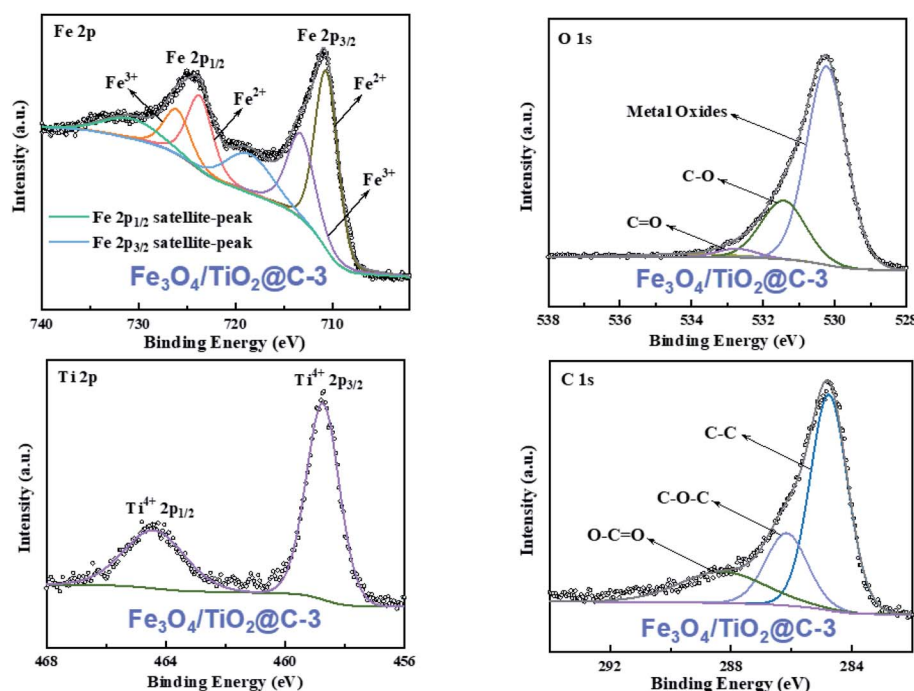 Fe 2p
Fe 2p3/2
Fe 2p1/2
Fe3+
Fe2+
Fe2+
Fe3+
Fe 2p1/2 satellite-peak
Fe 2p3/2 satellite-peak
Fe3O4/TiO2@C-3
Intensity (a.u.)
740 730 720 710
Binding Energy (eV)
O 1s
Metal Oxides
C-O
C=O
Fe3O4/TiO2@C-3
Intensity (a.u.)
538 536 534 532 530 528
Binding Energy (eV)
Ti 2p
Ti4+ 2p3/2
Ti4+ 2p1/2
Fe3O4/TiO2@C-3
Intensity (a.u.)
468 464 460 456
Binding Energy (eV)
C 1s
C-C
C-O-C
O-C=O
Fe3O4/TiO2@C-3
Intensity (a.u.)
292 288 284
Binding Energy (eV)